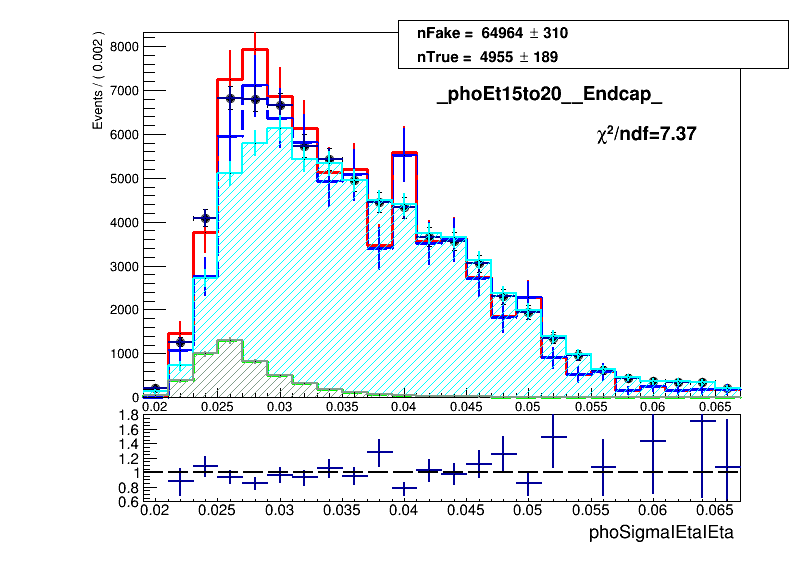 nFake = 64964 ± 310
nTrue = 4955 ± 189
_phoEt15to20__Endcap_
χ²/ndf=7.37
Events / ( 0.002 )
8000
7000
6000
5000
4000
3000
2000
1000
0
0.02 0.025 0.03 0.035 0.04 0.045 0.05 0.055 0.06 0.065
1.8
1.6
1.4
1.2
1
0.8
0.6
0.02 0.025 0.03 0.035 0.04 0.045 0.05 0.055 0.06 0.065
phoSigmaIEtaIEta